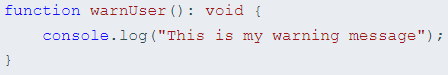 function warnUser(): void {
    console.log("This is my warning message");
}